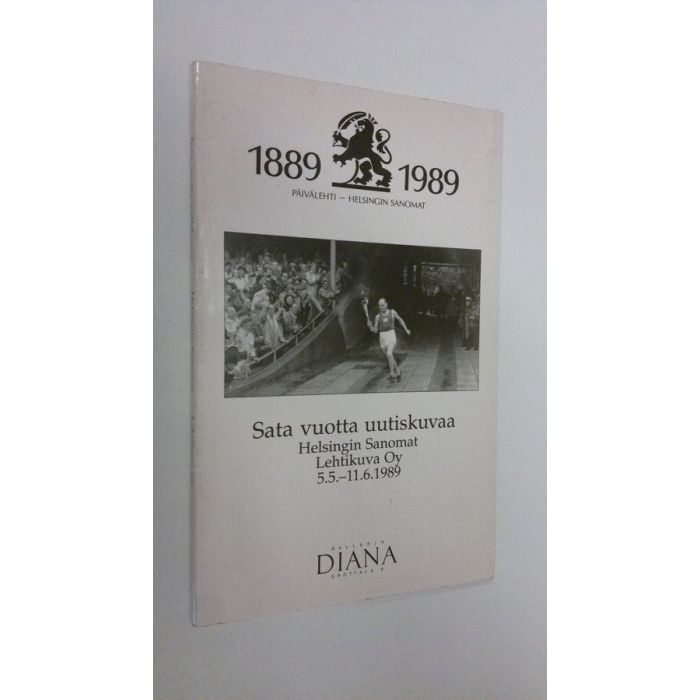 1889 1989
PÄIVÄLEHTI — HELSINGIN SANOMAT
Sata vuotta uutiskuvaa
Helsingin Sanomat
Lehtikuva Oy
5.5.–11.6.1989
GALLERIA
DIANA